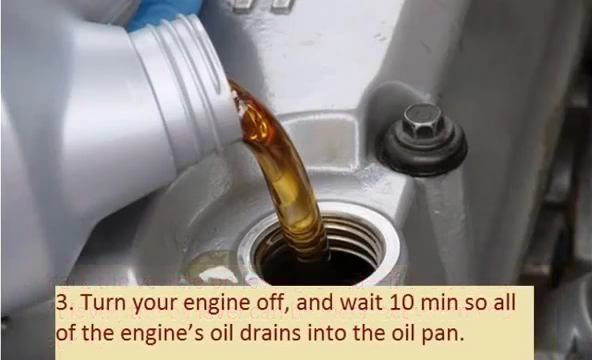 3. Turn your engine off, and wait 10 min so all
of the engine's oil drains into the oil pan.